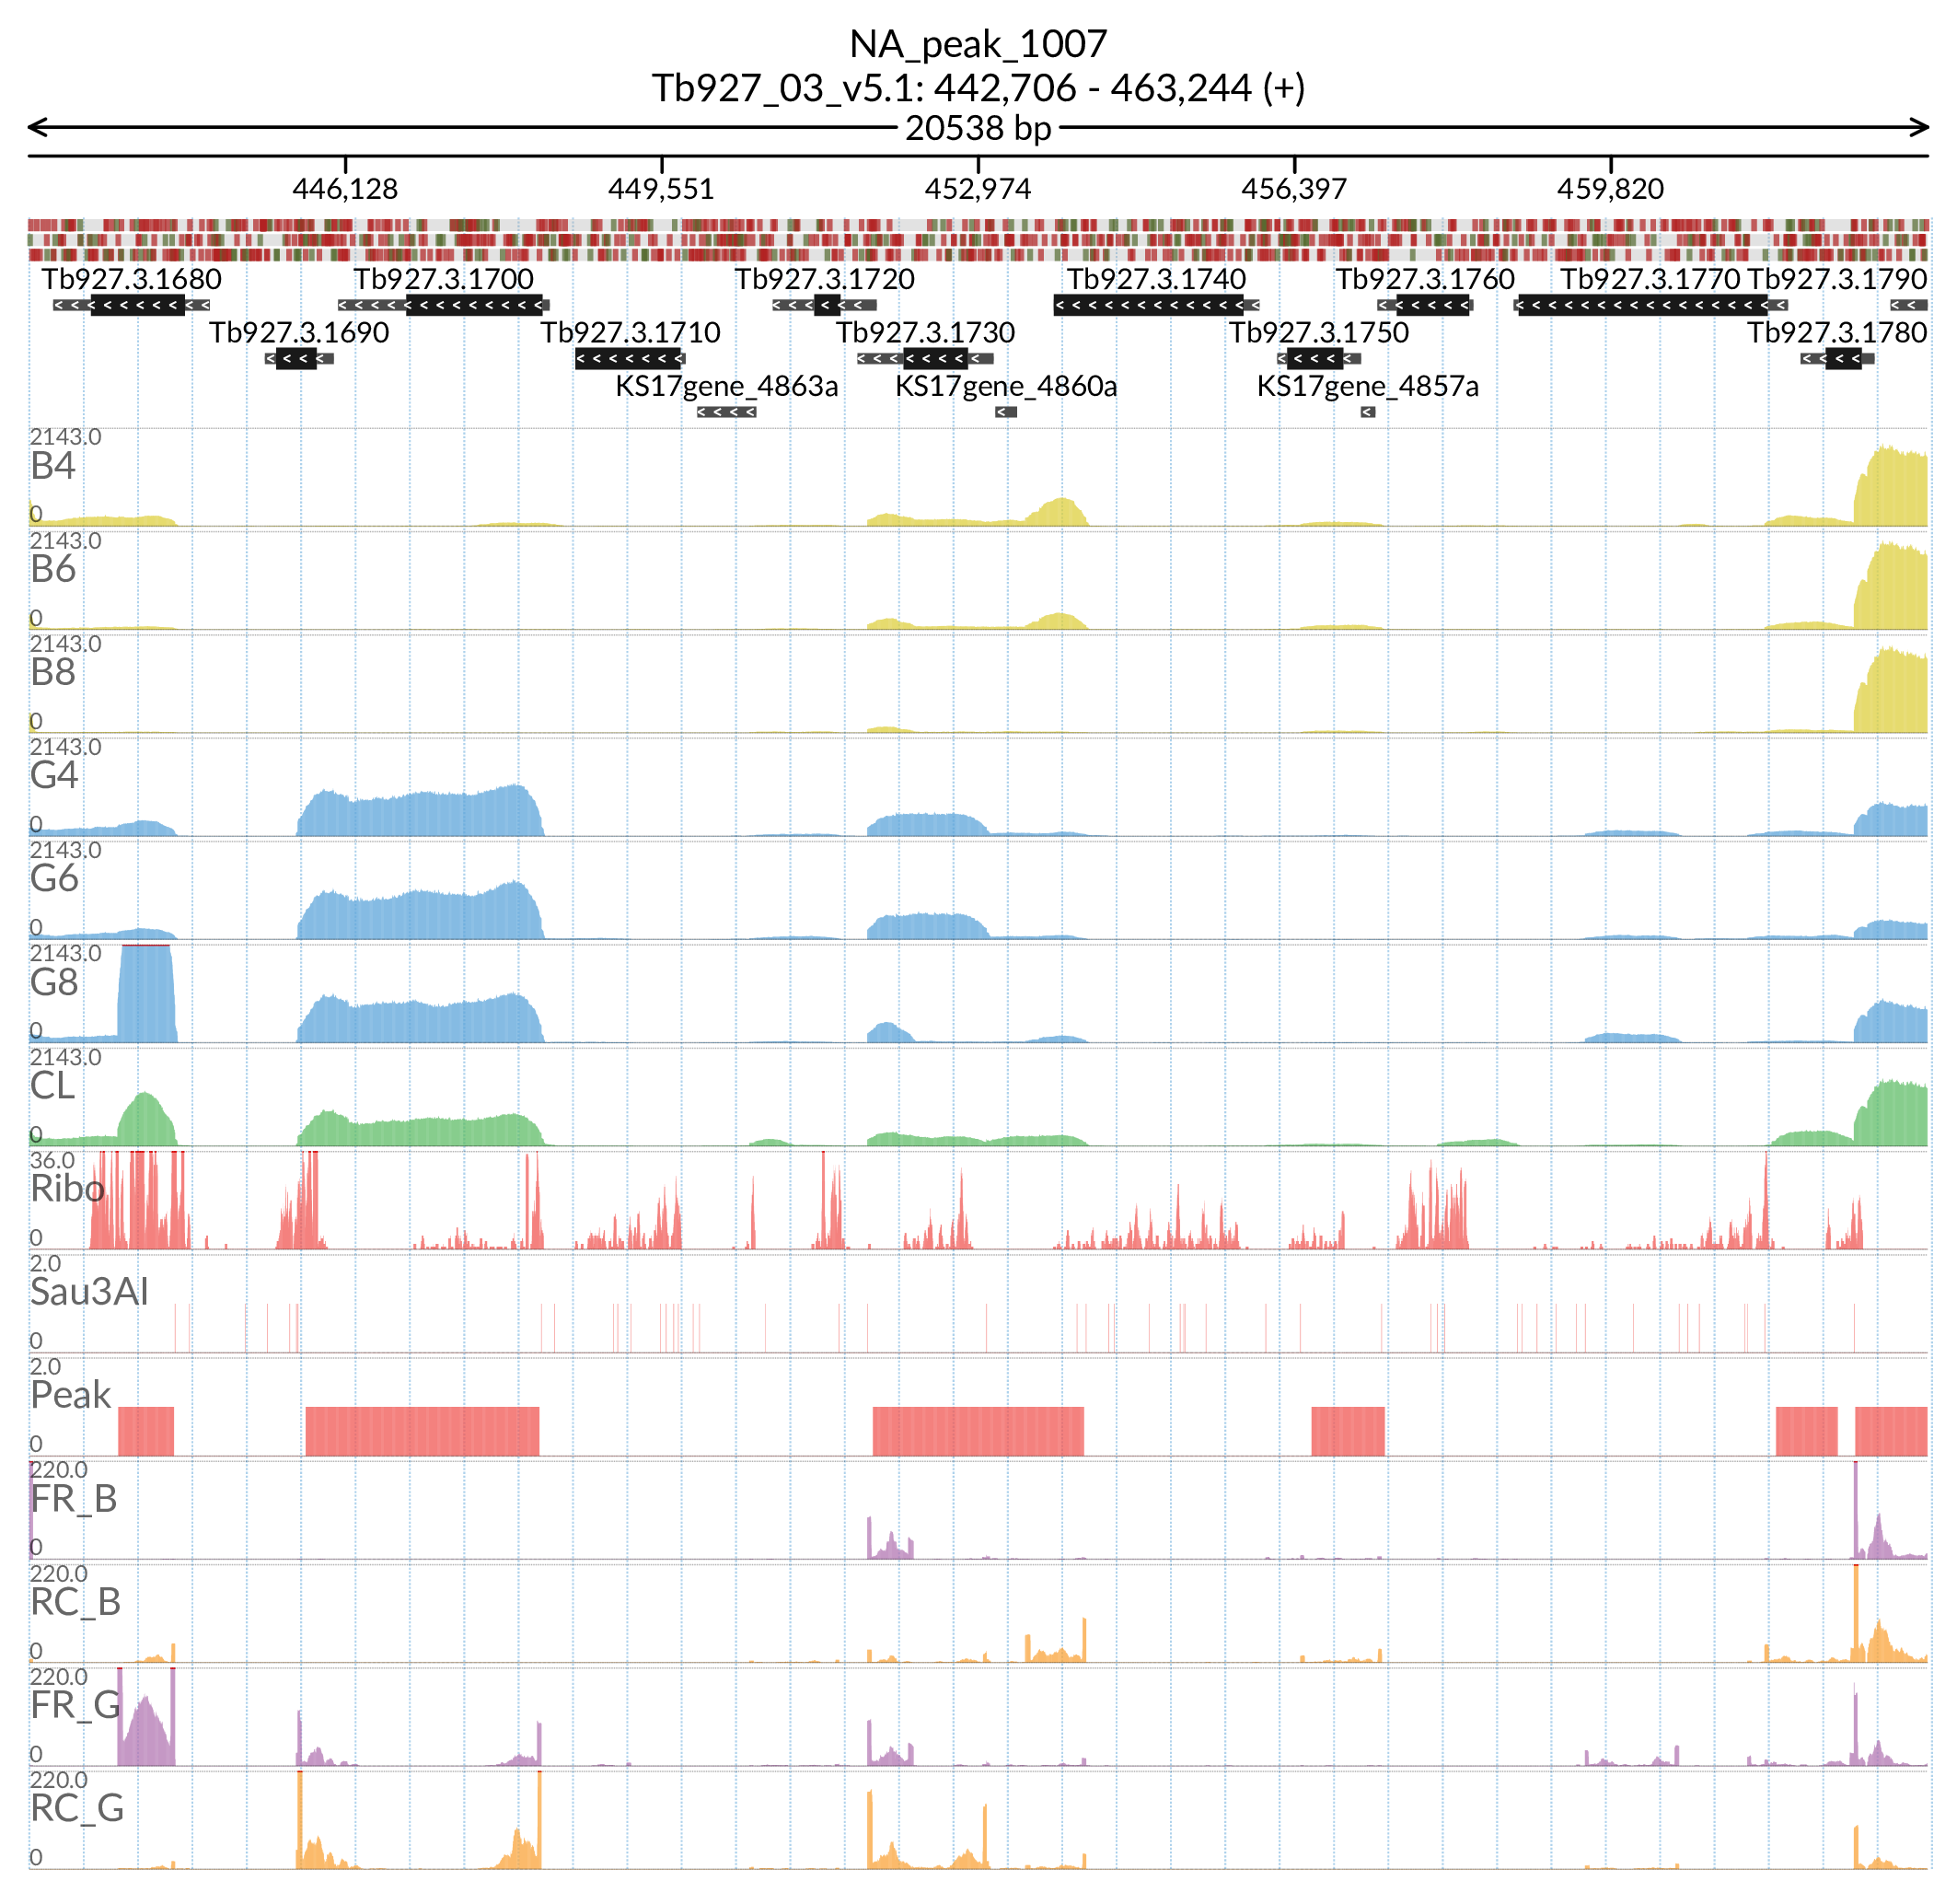 NA_peak_1007
Tb927_03_v5.1: 442,706 - 463,244 (+)
20538 bp
446,128 449,551 452,974 456,397 459,820
Tb927.3.1680 Tb927.3.1700 Tb927.3.1720 Tb927.3.1740 Tb927.3.1760 Tb927.3.1770 Tb927.3.1790
Tb927.3.1690 Tb927.3.1710 Tb927.3.1730 Tb927.3.1750 Tb927.3.1780
KS17gene_4863a KS17gene_4860a KS17gene_4857a
2143.0
B4
0
2143.0
B6
0
2143.0
B8
0
2143.0
G4
0
2143.0
G6
0
2143.0
G8
0
2143.0
CL
0
36.0
Ribo
0
2.0
Sau3AI
0
2.0
Peak
0
220.0
FR_B
0
220.0
RC_B
0
220.0
FR_G
0
220.0
RC_G
0